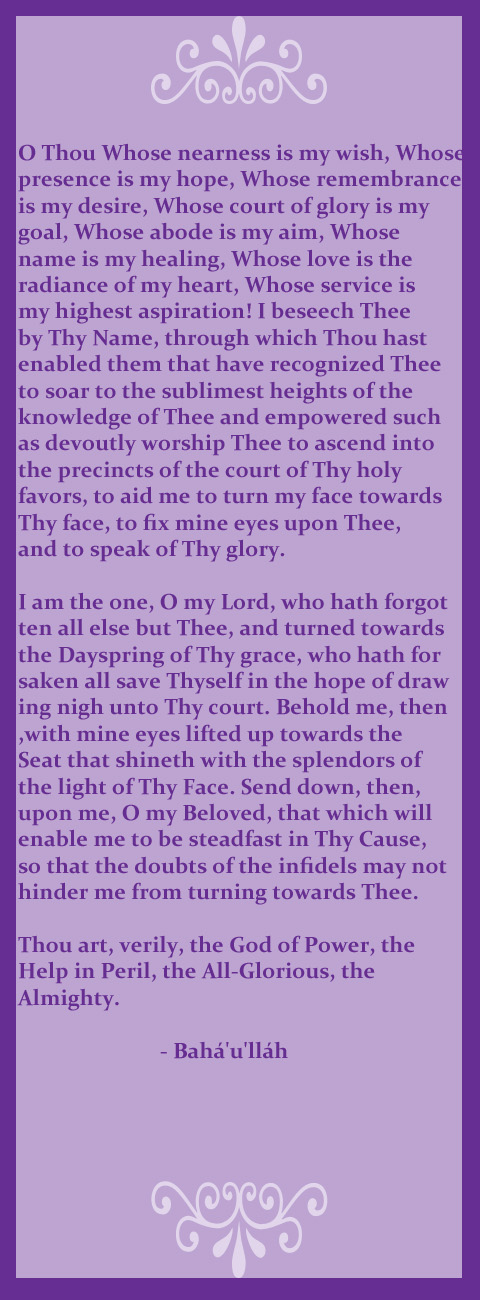 O Thou Whose nearness is my wish, Whose
presence is my hope, Whose remembrance
is my desire, Whose court of glory is my
goal, Whose abode is my aim, Whose
name is my healing, Whose love is the
radiance of my heart, Whose service is
my highest aspiration! I beseech Thee
by Thy Name, through which Thou hast
enabled them that have recognized Thee
to soar to the sublimest heights of the
knowledge of Thee and empowered such
as devoutly worship Thee to ascend into
the precincts of the court of Thy holy
favors, to aid me to turn my face towards
Thy face, to fix mine eyes upon Thee,
and to speak of Thy glory.

I am the one, O my Lord, who hath forgot
ten all else but Thee, and turned towards
the Dayspring of Thy grace, who hath for
saken all save Thyself in the hope of draw
ing nigh unto Thy court. Behold me, then
,with mine eyes lifted up towards the
Seat that shineth with the splendors of
the light of Thy Face. Send down, then,
upon me, O my Beloved, that which will
enable me to be steadfast in Thy Cause,
so that the doubts of the infidels may not
hinder me from turning towards Thee.

Thou art, verily, the God of Power, the
Help in Peril, the All-Glorious, the
Almighty.

- Bahá'u'lláh